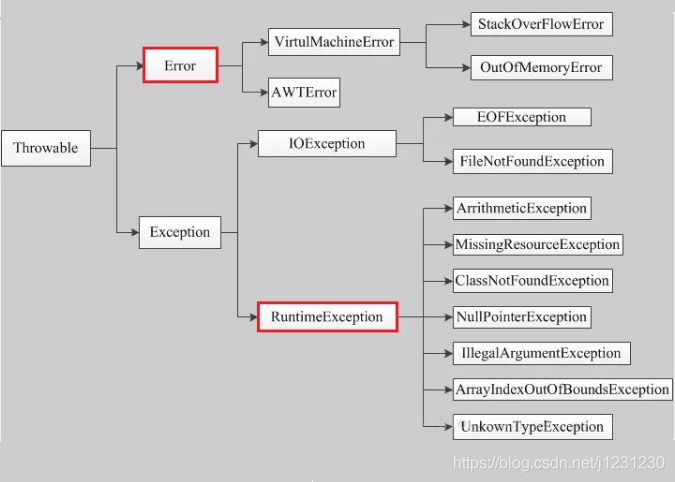 Throwable
Error
VirtulMachineError
StackOverFlowError
OutOfMemoryError
AWTError
Exception
IOException
EOFException
FileNotFoundException
RuntimeException
ArrithmeticException
MissingResourceException
ClassNotFoundException
NullPointerException
IllegalArgumentException
ArrayIndexOutOfBoundsException
UnkownTypeException
https://blog.csdn.net/j1231230